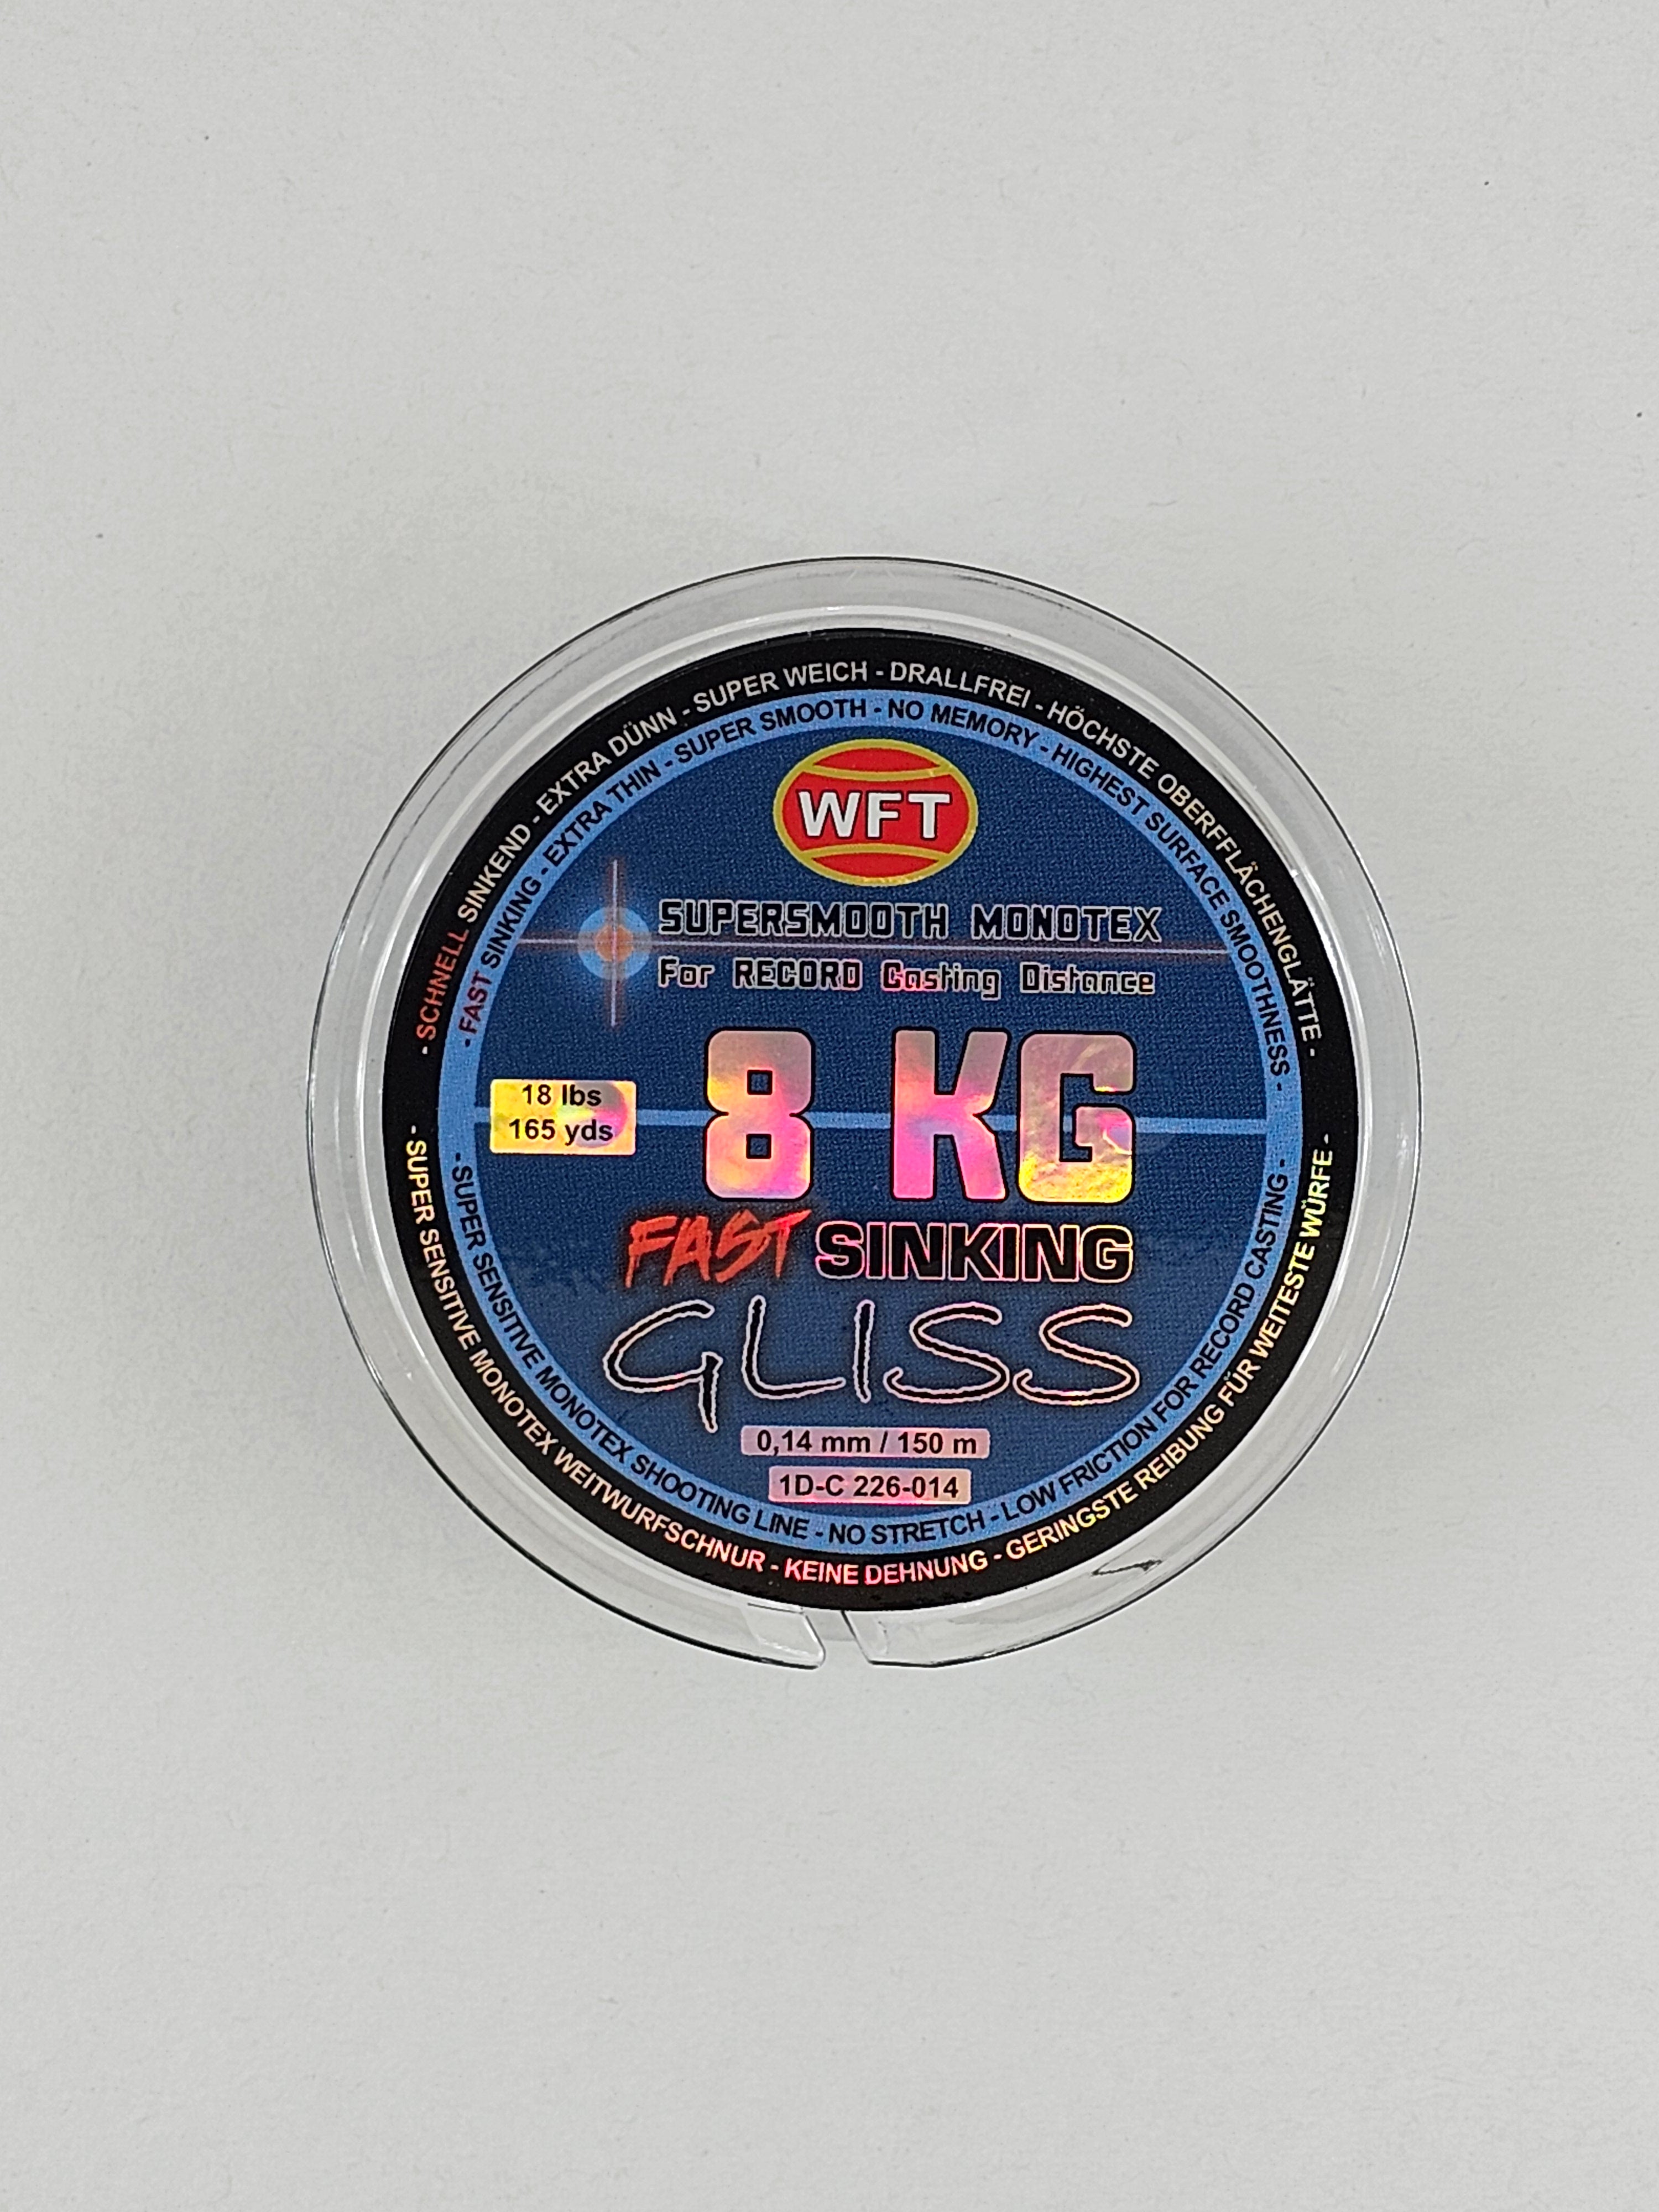 - SCHNELL SINKEND - EXTRA DÜNN - SUPER WEICH - DRALLFREI - HÖCHSTE OBERFFLÄCHENGLÄTTE -
- FAST SINKING - EXTRA THIN - SUPER SMOOTH - NO MEMORY - HIGHEST SURFACE SMOOTHNESS -
WFT
SUPERSMOOTH MONOTEX
For RECORD Casting Distance
8 KG
18 lbs
165 yds
FAST SINKING
GLISS
0,14 mm / 150 m
1D-C 226-014
- SUPER SENSITIVE MONOTEX SHOOTING LINE - NO STRETCH - LOW FRICTION FOR RECORD CASTING -
- SUPER SENSITIVE MONOTEX WEITWURFSCHNUR - KEINE DEHNUNG - GERINGSTE REIBUNG FÜR WEITESTE WÜRFE -